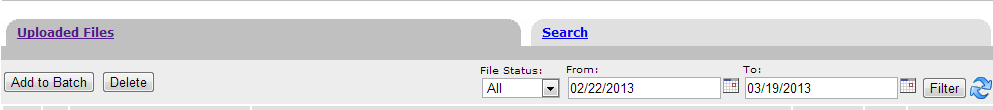 Uploaded Files Search
File Status: From: To:
Add to Batch Delete All 02/22/2013 03/19/2013 Filter